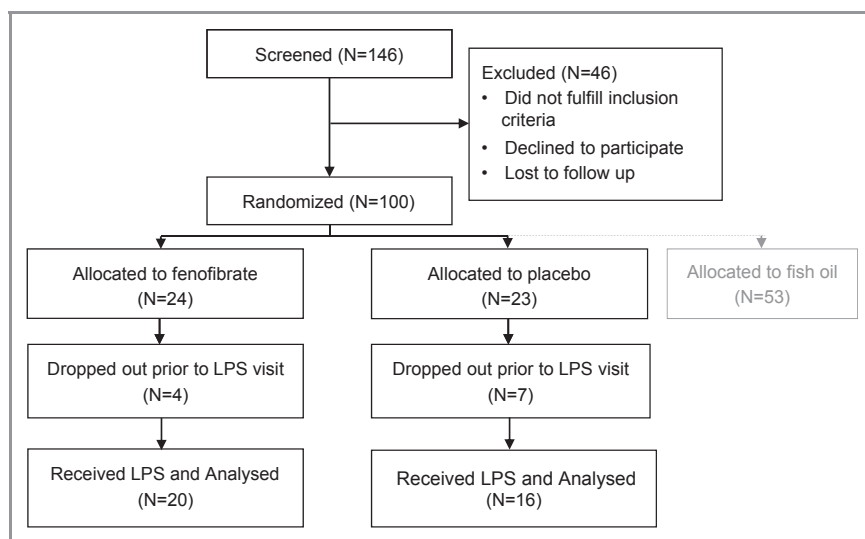 Screened (N=146)
Excluded (N=46)
• Did not fulfill inclusion
criteria
• Declined to participate
• Lost to follow up
Randomized (N=100)
Allocated to fenofibrate
(N=24)
Allocated to placebo
(N=23)
Allocated to fish oil
(N=53)
Dropped out prior to LPS visit
(N=4)
Dropped out prior to LPS visit
(N=7)
Received LPS and Analysed
(N=20)
Received LPS and Analysed
(N=16)